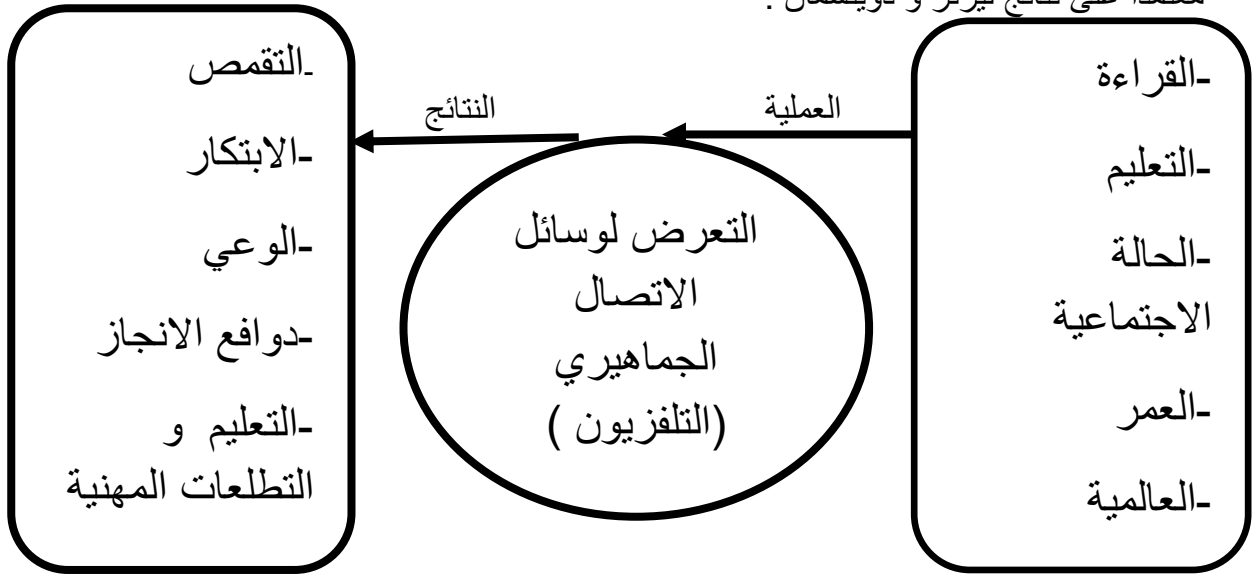 -القراءة
-التعليم
-الحالة
الاجتماعية
-العمر
-العالمية
العملية
التعرض لوسائل
الاتصال
الجماهيري
(التلفزيون )
النتائج
-التقمص
-الابتكار
-الوعي
-دوافع الانجاز
-التعليم و
التطلعات المهنية